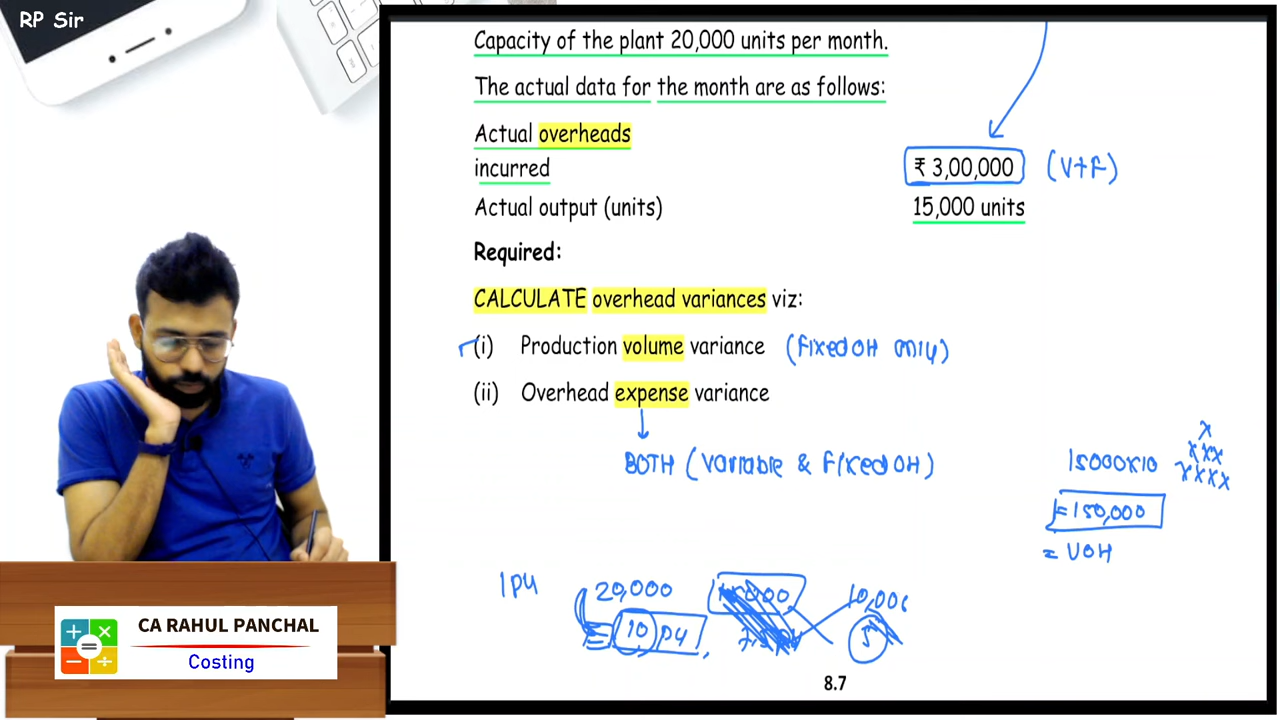 RP Sir
Capacity of the plant 20,000 units per month.
The actual data for the month are as follows:
Actual overheads
incurred
₹ 3,00,000 (V+F)
Actual output (units) 15,000 units
Required:
CALCULATE overhead variances viz:
(i) Production volume variance (Fixed OH only)
(ii) Overhead expense variance
BOTH (Variable & Fixed OH)
15000x10
= 150,000
= VOH
1 pu 20,000
= 10 pu 5
CA RAHUL PANCHAL
Costing
8.7